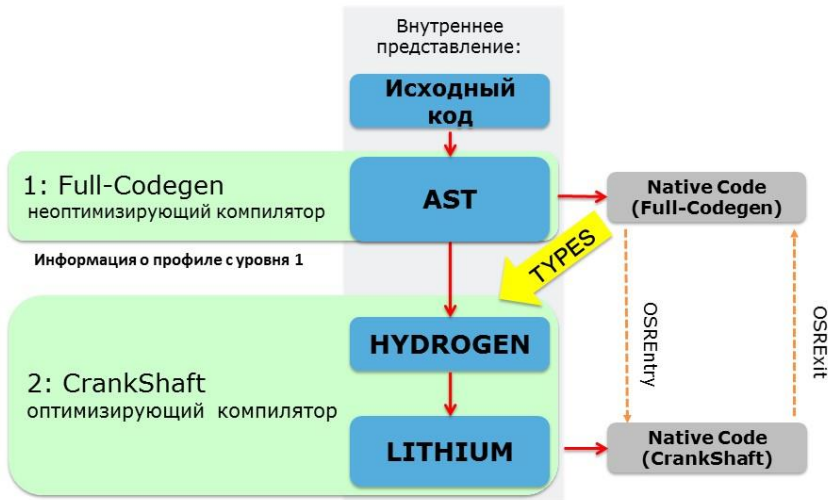 Внутреннее
представление:
Исходный
код
1: Full-Codegen
неоптимизирующий компилятор
AST
Native Code
(Full-Codegen)
TYPES
Информация о профиле с уровня 1
OSREntry
OSRExit
HYDROGEN
2: CrankShaft
оптимизирующий компилятор
LITHIUM
Native Code
(CrankShaft)